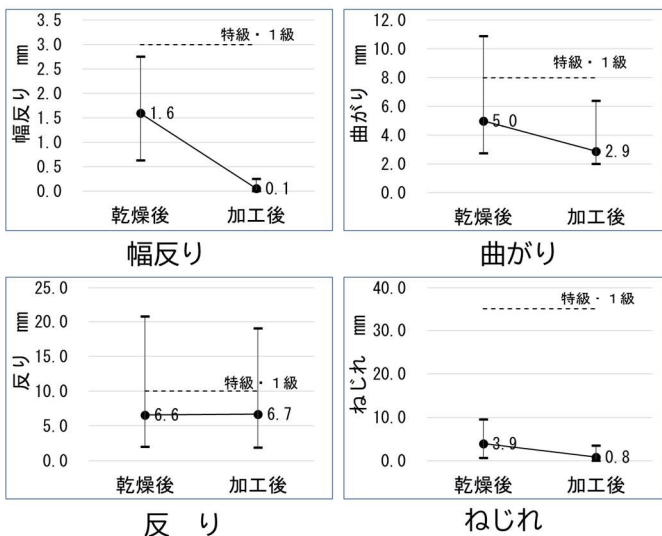 3.5
3.0
2.5
2.0
1.5
1.0
0.5
0.0
幅反り mm
特級・1級
1.6
0.1
乾燥後 加工後
幅反り
12.0
10.0
8.0
6.0
4.0
2.0
0.0
曲がり mm
特級・1級
5.0
2.9
乾燥後 加工後
曲がり
25.0
20.0
15.0
10.0
5.0
0.0
反り mm
特級・1級
6.6
6.7
乾燥後 加工後
反 り
40.0
30.0
20.0
10.0
0.0
ねじれ mm
特級・1級
3.9
0.8
乾燥後 加工後
ねじれ